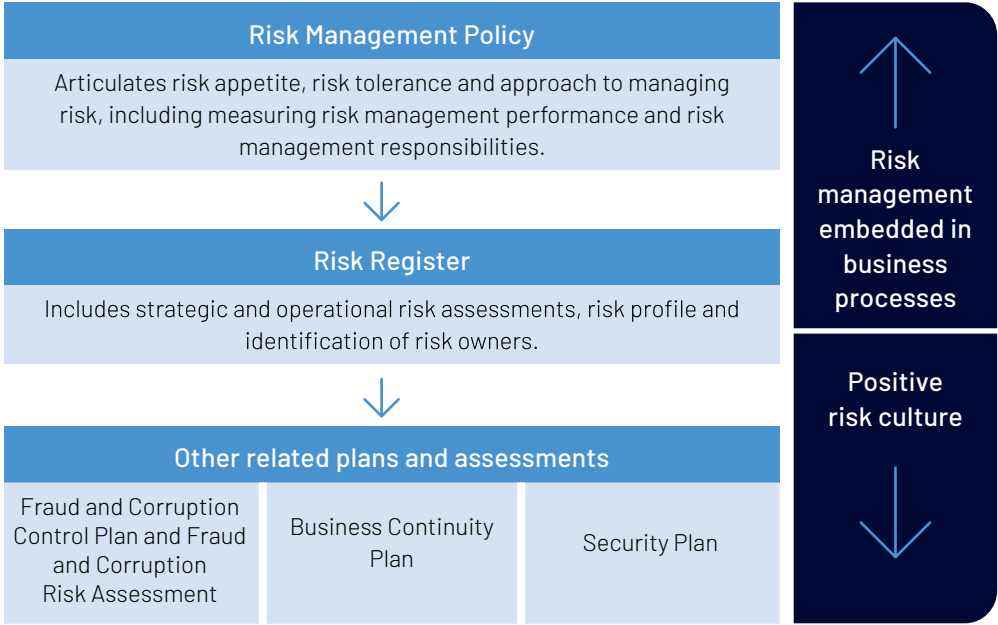 Risk Management Policy
Articulates risk appetite, risk tolerance and approach to managing
risk, including measuring risk management performance and risk
management responsibilities.
Risk Register
Includes strategic and operational risk assessments, risk profile and
identification of risk owners.
Other related plans and assessments
Fraud and Corruption
Control Plan and Fraud
and Corruption
Risk Assessment
Business Continuity
Plan
Security Plan
Risk
management
embedded in
business
processes
Positive
risk culture